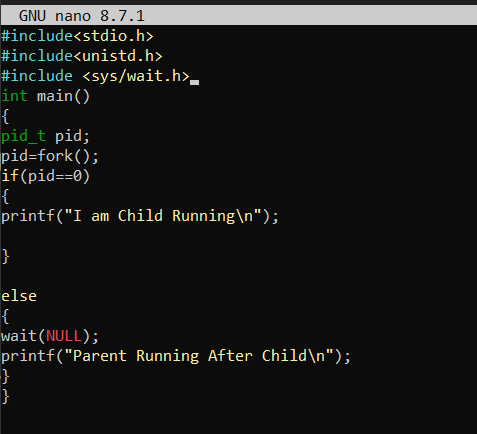 GNU nano 8.7.1
#include<stdio.h>
#include<unistd.h>
#include <sys/wait.h>
int main()
{
pid_t pid;
pid=fork();
if(pid==0)
{
printf("I am Child Running\n");
}
else
{
wait(NULL);
printf("Parent Running After Child\n");
}
}